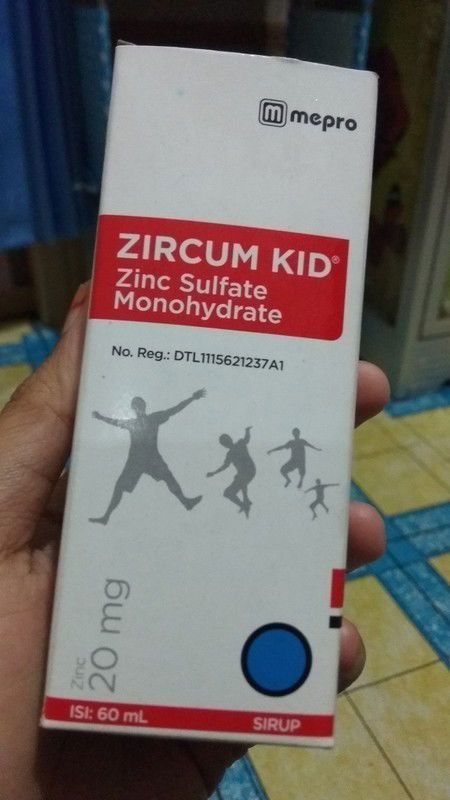 m mepro
ZIRCUM KID®
Zinc Sulfate
Monohydrate
No. Reg.: DTL1115621237A1
Zinc
20 mg
ISI: 60 mL
SIRUP